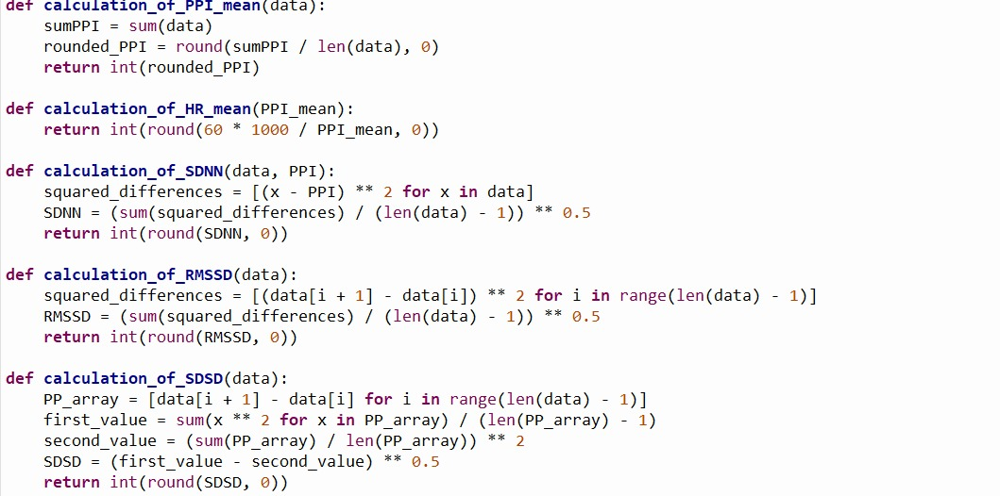 def calculation_of_PPI_mean(data):
    sumPPI = sum(data)
    rounded_PPI = round(sumPPI / len(data), 0)
    return int(rounded_PPI)

def calculation_of_HR_mean(PPI_mean):
    return int(round(60 * 1000 / PPI_mean, 0))

def calculation_of_SDNN(data, PPI):
    squared_differences = [(x - PPI) ** 2 for x in data]
    SDNN = (sum(squared_differences) / (len(data) - 1)) ** 0.5
    return int(round(SDNN, 0))

def calculation_of_RMSSD(data):
    squared_differences = [(data[i + 1] - data[i]) ** 2 for i in range(len(data) - 1)]
    RMSSD = (sum(squared_differences) / (len(data) - 1)) ** 0.5
    return int(round(RMSSD, 0))

def calculation_of_SDSD(data):
    PP_array = [data[i + 1] - data[i] for i in range(len(data) - 1)]
    first_value = sum(x ** 2 for x in PP_array) / (len(PP_array) - 1)
    second_value = (sum(PP_array) / len(PP_array)) ** 2
    SDSD = (first_value - second_value) ** 0.5
    return int(round(SDSD, 0))